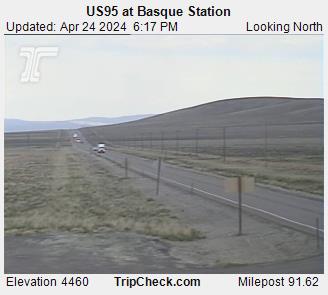 US95 at Basque Station
Updated: Apr 24 2024 6:17 PM Looking North
Elevation 4460 TripCheck.com Milepost 91.62